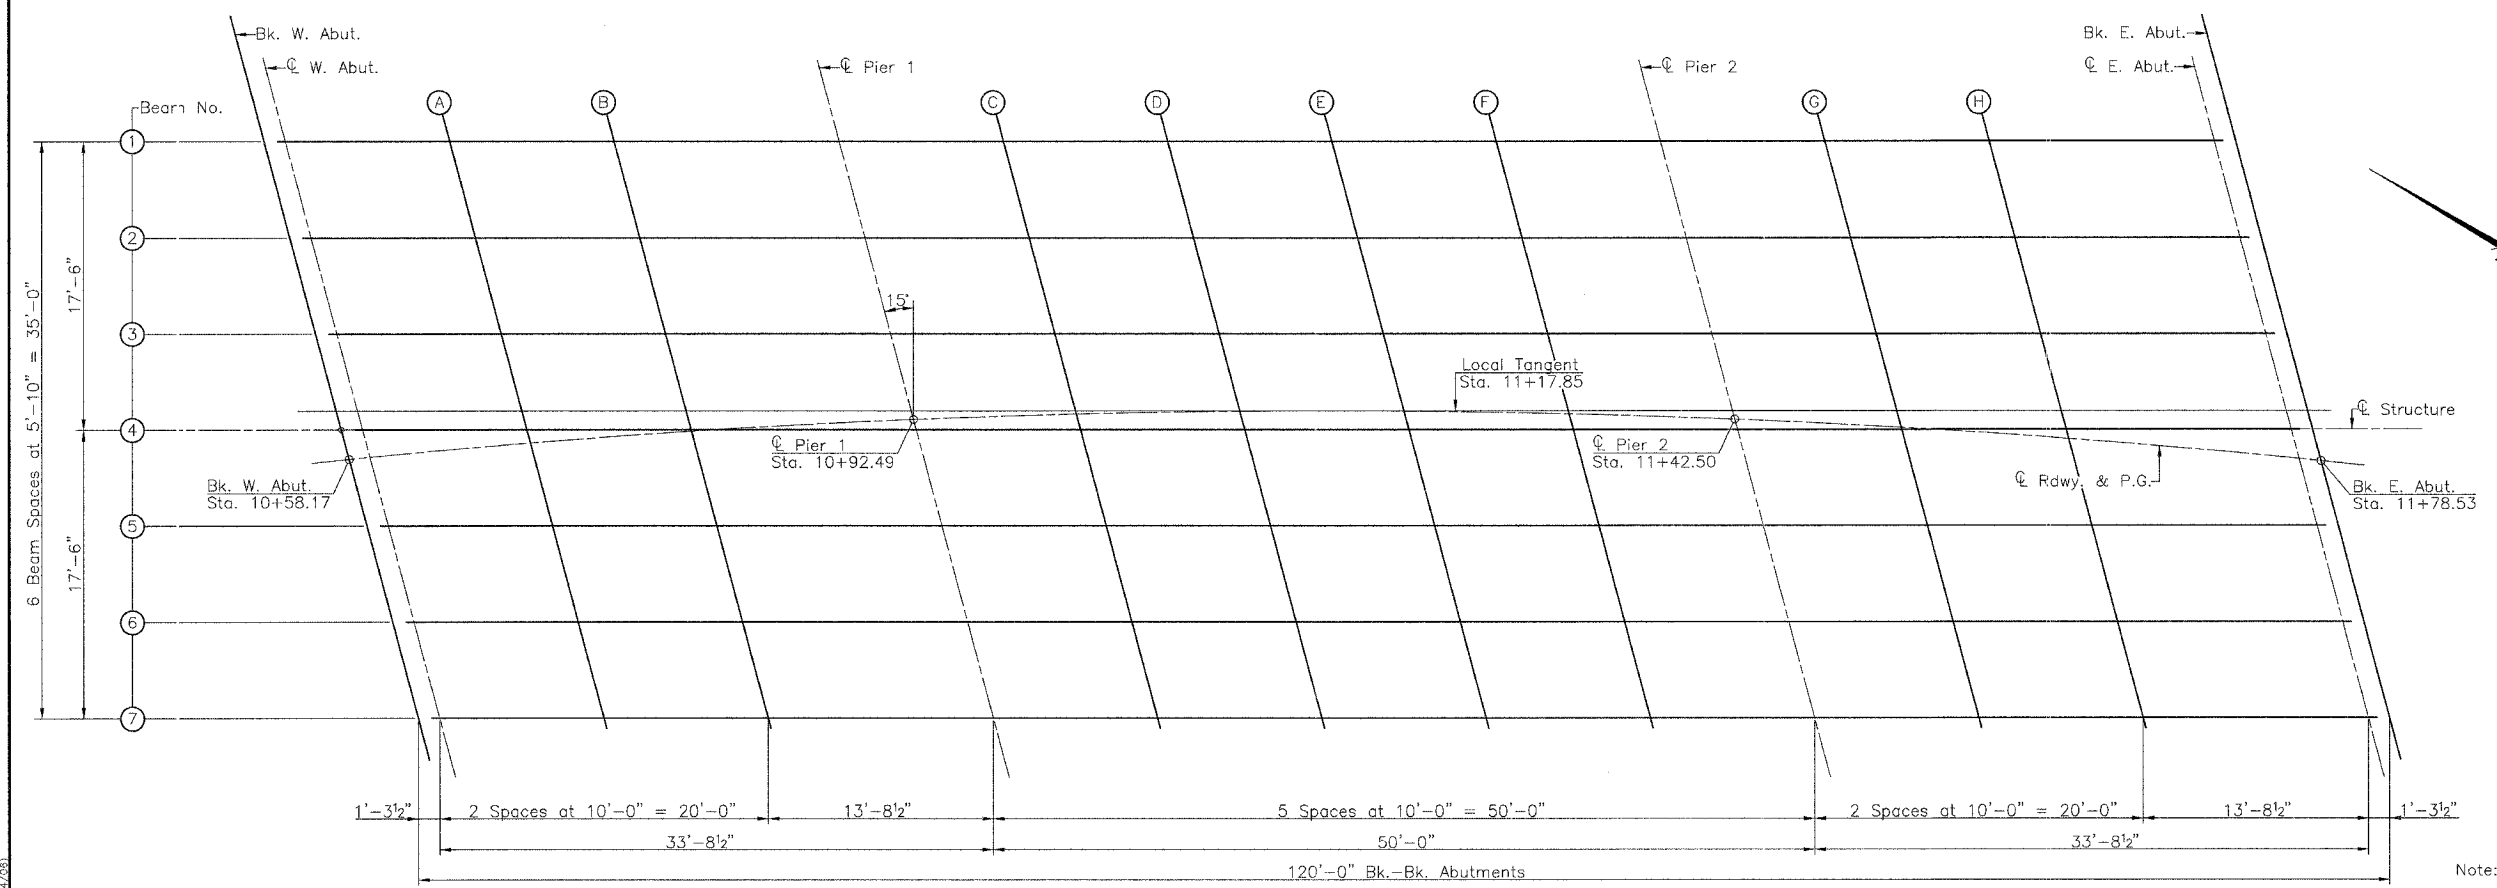 Bk. W. Abut.
℄ W. Abut.
℄ Pier 1
℄ Pier 2
Bk. E. Abut.
℄ E. Abut.
Beam No.
A
B
C
D
E
F
G
H
1
2
3
4
5
6
7
6 Beam Spaces at 5'-10" = 35'-0"
17'-6"
17'-6"
15°
Local Tangent
Sta. 11+17.85
℄ Structure
℄ Pier 1
Sta. 10+92.49
℄ Pier 2
Sta. 11+42.50
℄ Rdwy. & P.G.
Bk. W. Abut.
Sta. 10+58.17
Bk. E. Abut.
Sta. 11+78.53
1'-3½"
2 Spaces at 10'-0" = 20'-0"
13'-8½"
5 Spaces at 10'-0" = 50'-0"
2 Spaces at 10'-0" = 20'-0"
13'-8½"
1'-3½"
33'-8½"
50'-0"
33'-8½"
120'-0" Bk.-Bk. Abutments
Note: